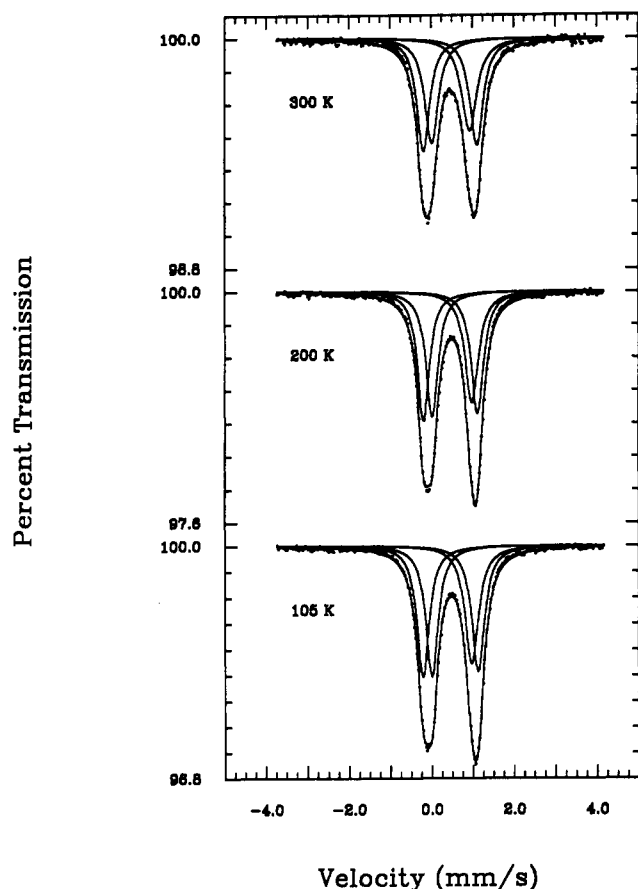 100.0
300 K
98.8
100.0
200 K
97.6
100.0
105 K
96.8
-4.0 -2.0 0.0 2.0 4.0
Velocity (mm/s)
Percent Transmission